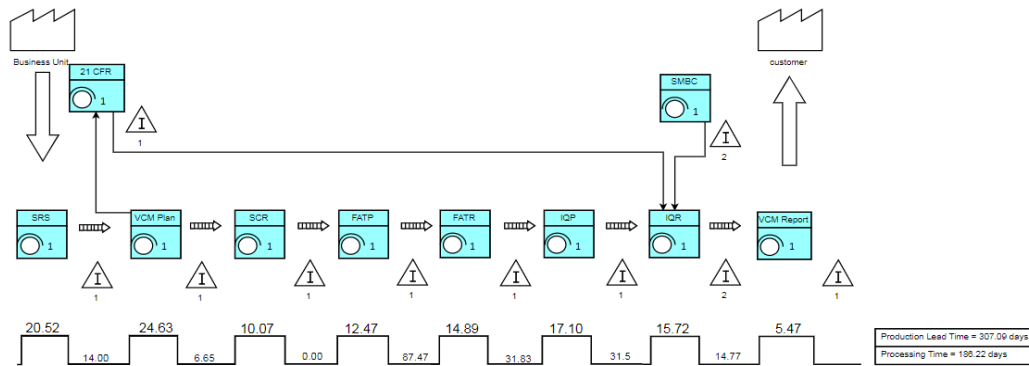 Business Unit
customer
21 CFR
1
I
1
SMBC
1
I
2
SRS
1
VCM Plan
1
SCR
1
FATP
1
FATR
1
IQP
1
IQR
1
VCM Report
1
I
1
I
1
I
1
I
1
I
1
I
1
I
2
I
1
20.52
24.63
10.07
12.47
14.89
17.10
15.72
5.47
14.00
6.65
0.00
87.47
31.83
31.5
14.77
Production Lead Time = 307.09 days
Processing Time = 186.22 days